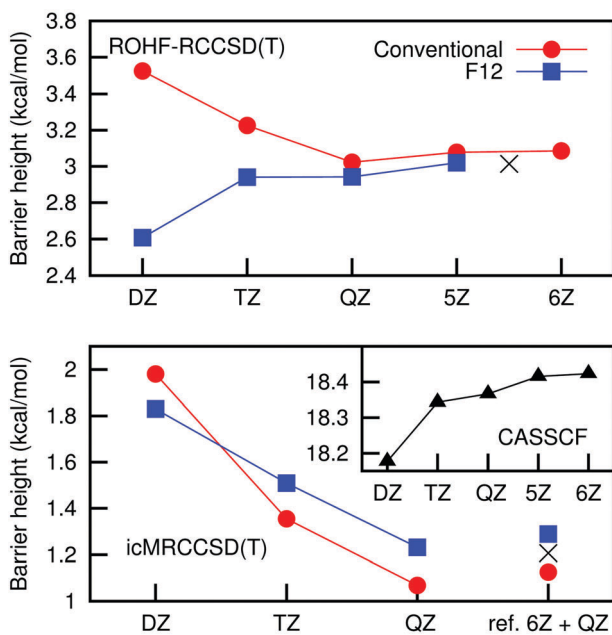 Barrier height (kcal/mol)
3.8
3.6
3.4
3.2
3
2.8
2.6
2.4
ROHF-RCCSD(T)
Conventional
F12
DZ TZ QZ 5Z 6Z
Barrier height (kcal/mol)
2
1.8
1.6
1.4
1.2
1
18.4
18.3
18.2
CASSCF
DZ TZ QZ 5Z 6Z
icMRCCSD(T)
DZ TZ QZ ref. 6Z + QZ